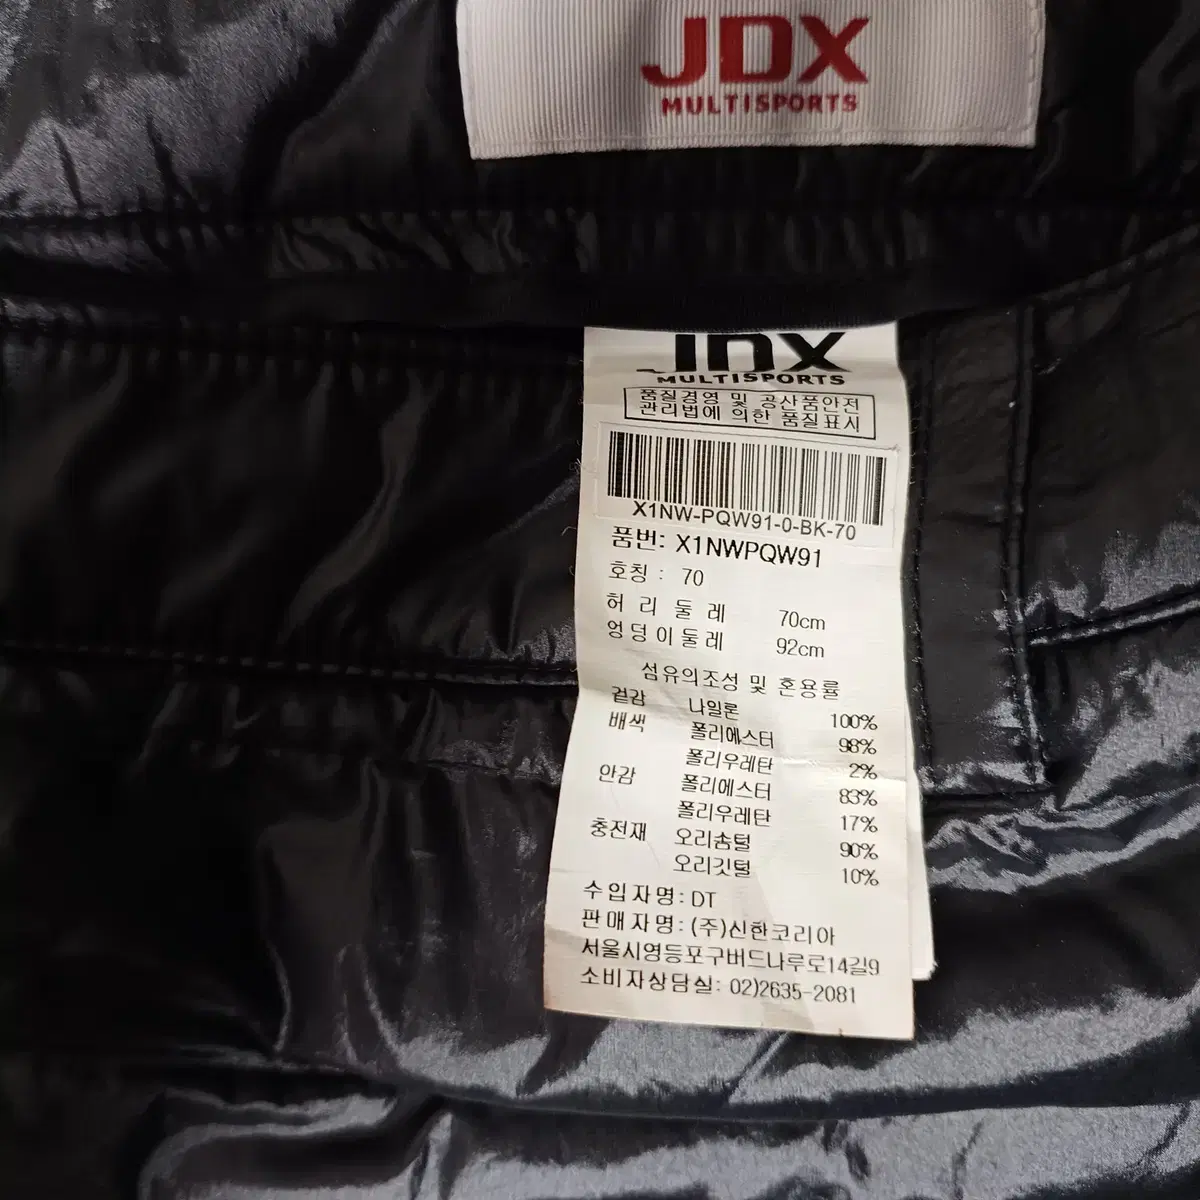 JDX
MULTISPORTS
JDX
MULTISPORTS
품질경영 및 공산품안전
관리법에 의한 품질표시
X1NW-PQW91-0-BK-70
품번: X1NWPQW91
호칭 : 70
허리둘레 70cm
엉덩이둘레 92cm
섬유의조성 및 혼용률
겉감 나일론 100%
배색 폴리에스터 98%
폴리우레탄 2%
안감 폴리에스터 83%
폴리우레탄 17%
충전재 오리솜털 90%
오리깃털 10%
수입자명: DT
판매자명: (주)신한코리아
서울시영등포구버드나루로14길9
소비자상담실: 02)2635-2081